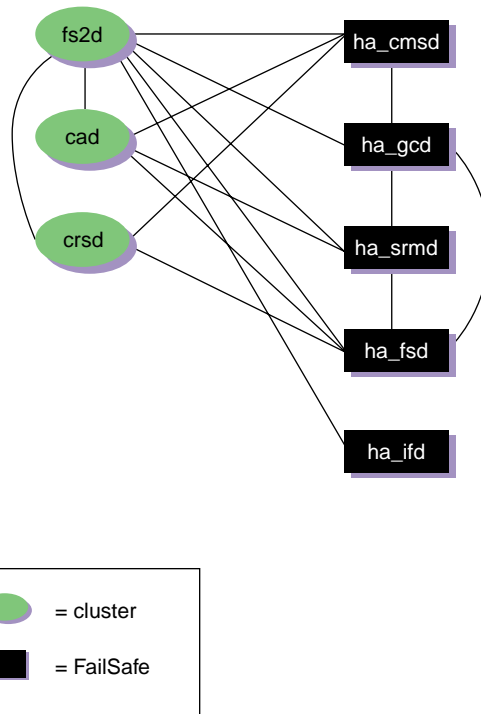 fs2d
ha_cmsd
cad
ha_gcd
crsd
ha_srmd
ha_fsd
ha_ifd
= cluster
= FailSafe